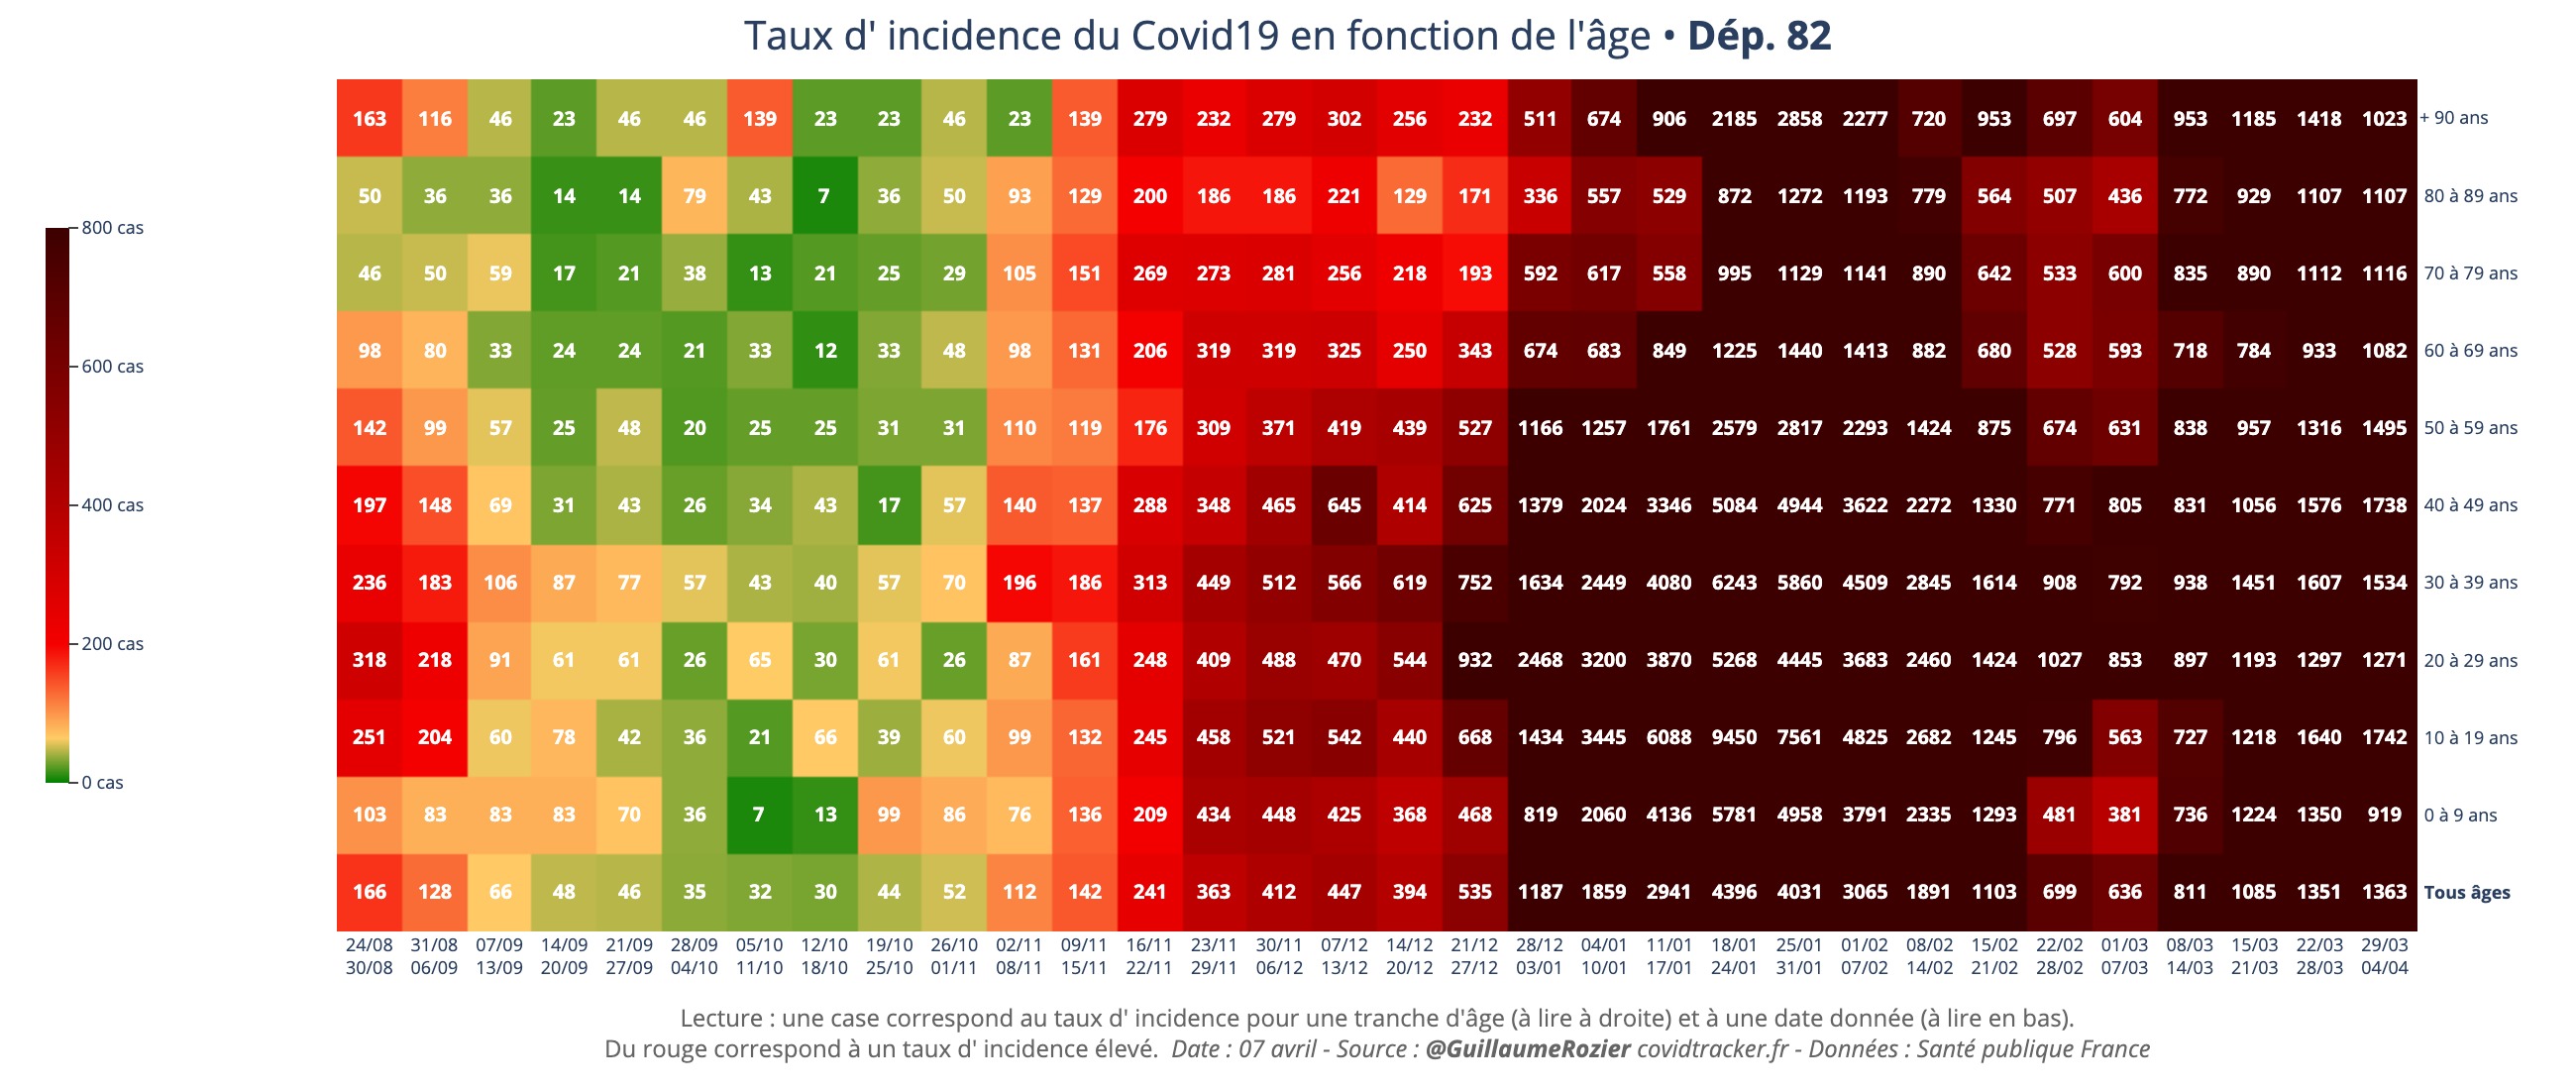 Taux d' incidence du Covid19 en fonction de l'âge • Dép. 82
163 116 46 23 46 46 139 23 23 46 23 139 279 232 279 302 256 232 511 674 906 2185 2858 2277 720 953 697 604 953 1185 1418 1023 + 90 ans
50 36 36 14 14 79 43 7 36 50 93 129 200 186 186 221 129 171 336 557 529 872 1272 1193 779 564 507 436 772 929 1107 1107 80 à 89 ans
800 cas
46 50 59 17 21 38 13 21 25 29 105 151 269 273 281 256 218 193 592 617 558 995 1129 1141 890 642 533 600 835 890 1112 1116 70 à 79 ans
98 80 33 24 24 21 33 12 33 48 98 131 206 319 319 325 250 343 674 683 849 1225 1440 1413 882 680 528 593 718 784 933 1082 60 à 69 ans
600 cas
142 99 57 25 48 20 25 25 31 31 110 119 176 309 371 419 439 527 1166 1257 1761 2579 2817 2293 1424 875 674 631 838 957 1316 1495 50 à 59 ans
400 cas
197 148 69 31 43 26 34 43 17 57 140 137 288 348 465 645 414 625 1379 2024 3346 5084 4944 3622 2272 1330 771 805 831 1056 1576 1738 40 à 49 ans
236 183 106 87 77 57 43 40 57 70 196 186 313 449 512 566 619 752 1634 2449 4080 6243 5860 4509 2845 1614 908 792 938 1451 1607 1534 30 à 39 ans
200 cas
318 218 91 61 61 26 65 30 61 26 87 161 248 409 488 470 544 932 2468 3200 3870 5268 4445 3683 2460 1424 1027 853 897 1193 1297 1271 20 à 29 ans
251 204 60 78 42 36 21 66 39 60 99 132 245 458 521 542 440 668 1434 3445 6088 9450 7561 4825 2682 1245 796 563 727 1218 1640 1742 10 à 19 ans
0 cas
103 83 83 83 70 36 7 13 99 86 76 136 209 434 448 425 368 468 819 2060 4136 5781 4958 3791 2335 1293 481 381 736 1224 1350 919 0 à 9 ans
166 128 66 48 46 35 32 30 44 52 112 142 241 363 412 447 394 535 1187 1859 2941 4396 4031 3065 1891 1103 699 636 811 1085 1351 1363 Tous âges
24/08 31/08 07/09 14/09 21/09 28/09 05/10 12/10 19/10 26/10 02/11 09/11 16/11 23/11 30/11 07/12 14/12 21/12 28/12 04/01 11/01 18/01 25/01 01/02 08/02 15/02 22/02 01/03 08/03 15/03 22/03 29/03
30/08 06/09 13/09 20/09 27/09 04/10 11/10 18/10 25/10 01/11 08/11 15/11 22/11 29/11 06/12 13/12 20/12 27/12 03/01 10/01 17/01 24/01 31/01 07/02 14/02 21/02 28/02 07/03 14/03 21/03 28/03 04/04
Lecture : une case correspond au taux d' incidence pour une tranche d'âge (à lire à droite) et à une date donnée (à lire en bas).
Du rouge correspond à un taux d' incidence élevé. Date : 07 avril - Source : @GuillaumeRozier covidtracker.fr - Données : Santé publique France